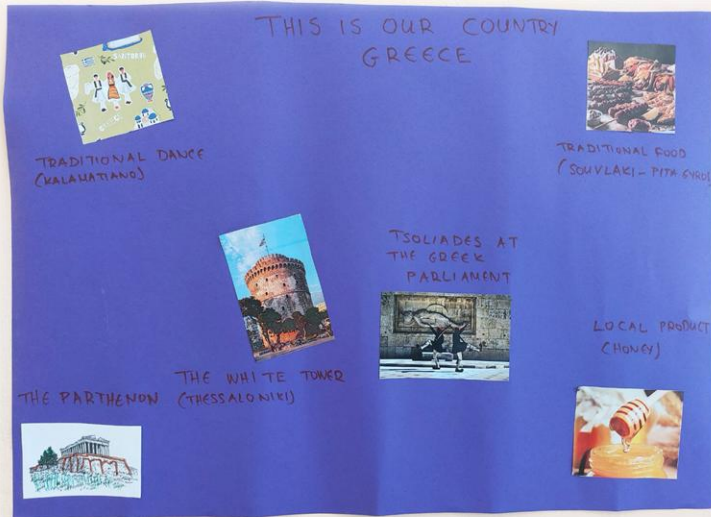 THIS IS OUR COUNTRY
GREECE
TRADITIONAL DANCE
(KALAMATIANO)
TRADITIONAL FOOD
(SOUVLAKI - PITA GYROS)
TSOLIADES AT
THE GREEK
PARLIAMENT
THE WHITE TOWER
(THESSALONIKI)
LOCAL PRODUCT
(HONEY)
THE PARTHENON